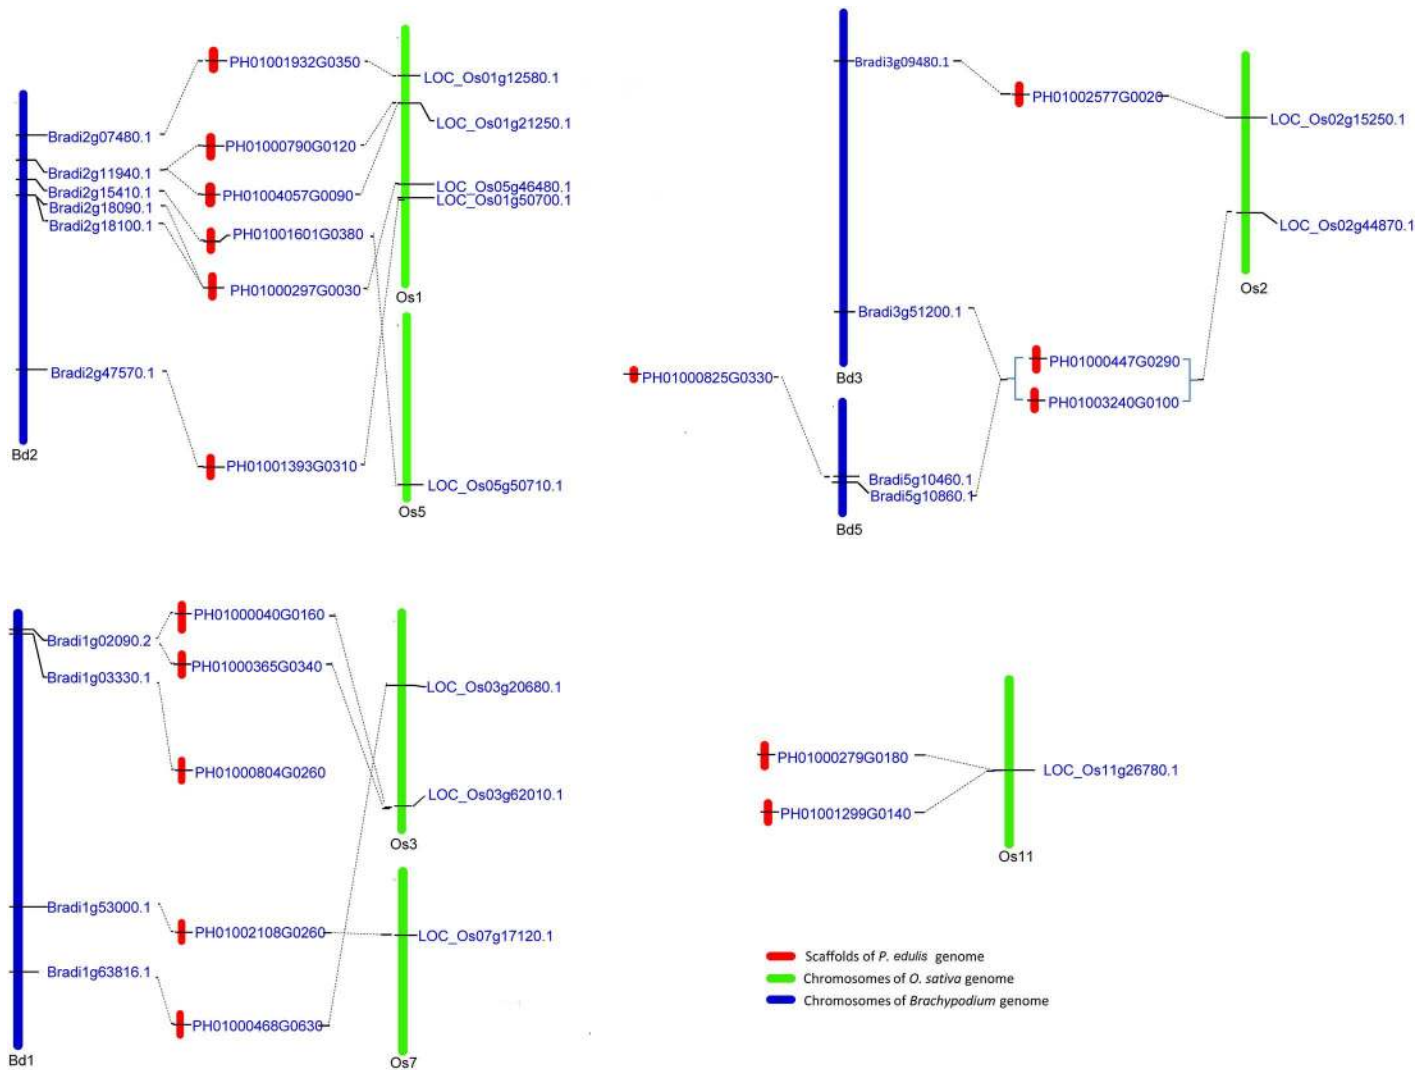 PH01001932G0350
LOC_Os01g12580.1
Bradi2g07480.1
LOC_Os01g21250.1
PH01000790G0120
Bradi2g11940.1
LOC_Os05g46480.1
Bradi2g15410.1
PH01004057G0090
LOC_Os01g50700.1
Bradi2g18090.1
Bradi2g18100.1
PH01001601G0380
PH01000297G0030
Os1
Bradi2g47570.1
Bd2
PH01001393G0310
LOC_Os05g50710.1
Os5
Bradi3g09480.1
PH01002577G0020
LOC_Os02g15250.1
LOC_Os02g44870.1
Os2
Bradi3g51200.1
PH01000447G0290
PH01000825G0330
Bd3
PH01003240G0100
Bradi5g10460.1
Bradi5g10860.1
Bd5
PH01000040G0160
Bradi1g02090.2
PH01000365G0340
Bradi1g03330.1
LOC_Os03g20680.1
PH01000804G0260
LOC_Os03g62010.1
Os3
Bradi1g53000.1
PH01002108G0260
LOC_Os07g17120.1
Bradi1g63816.1
PH01000468G0630
Bd1
Os7
PH01000279G0180
LOC_Os11g26780.1
PH01001299G0140
Os11
Scaffolds of P. edulis genome
Chromosomes of O. sativa genome
Chromosomes of Brachypodium genome